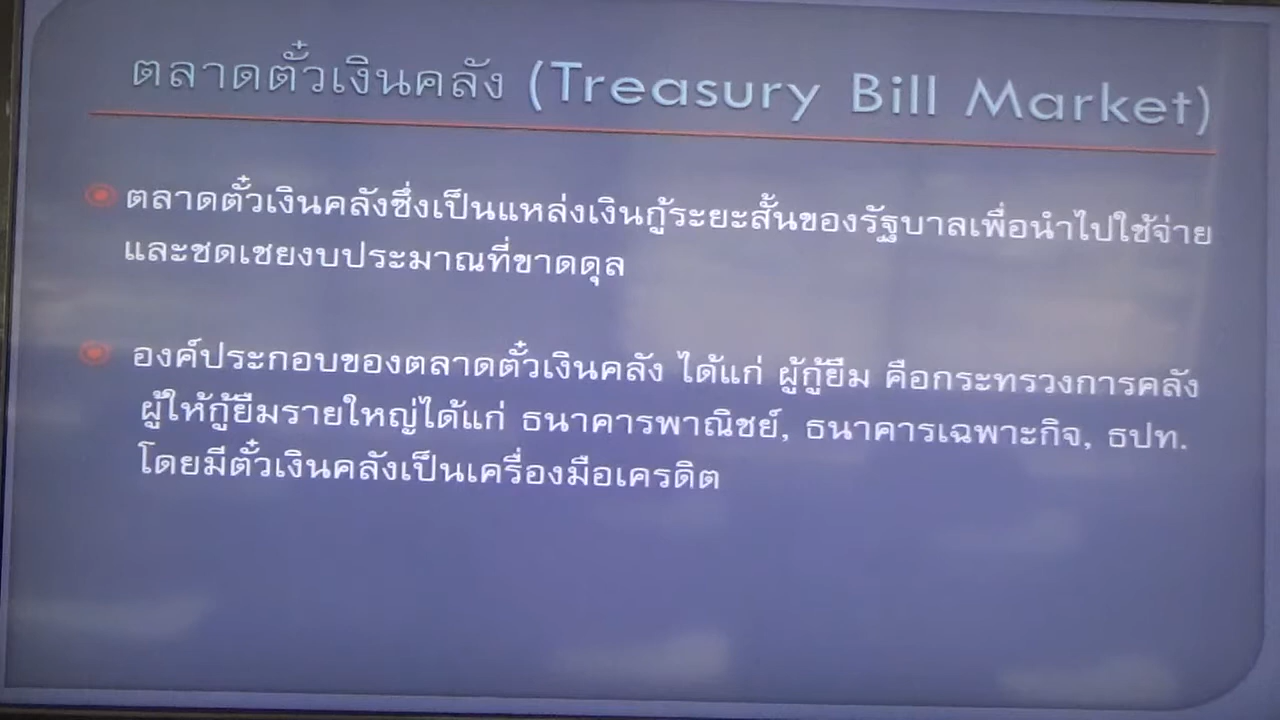 ตลาดตั๋วเงินคลัง (Treasury Bill Market)
ตลาดตั๋วเงินคลังซึ่งเป็นแหล่งเงินกู้ระยะสั้นของรัฐบาลเพื่อนำไปใช้จ่าย
และชดเชยงบประมาณที่ขาดดุล
องค์ประกอบของตลาดตั๋วเงินคลัง ได้แก่ ผู้กู้ยืม คือกระทรวงการคลัง
ผู้ให้กู้ยืมรายใหญ่ได้แก่ ธนาคารพาณิชย์, ธนาคารเฉพาะกิจ, ธปท.
โดยมีตั๋วเงินคลังเป็นเครื่องมือเครดิต